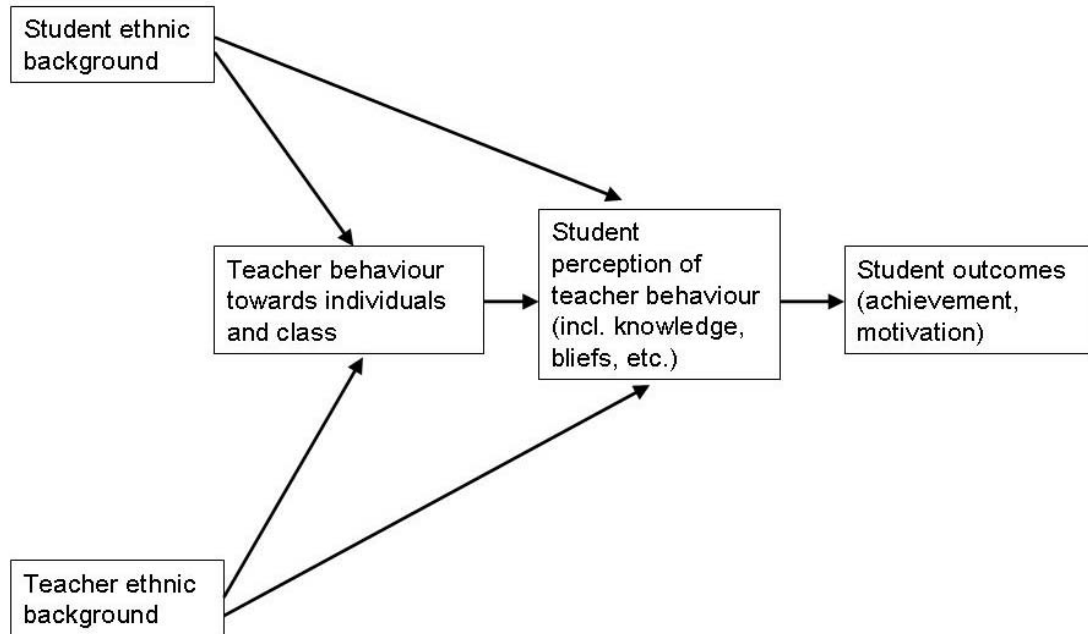 Student ethnic
background
Teacher behaviour
towards individuals
and class
Student
perception of
teacher behaviour
(incl. knowledge,
bliefs, etc.)
Student outcomes
(achievement,
motivation)
Teacher ethnic
background